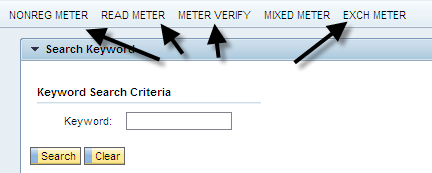 NONREG METER READ METER METER VERIFY MIXED METER EXCH METER
Search Keyword
Keyword Search Criteria
Keyword:
Search Clear